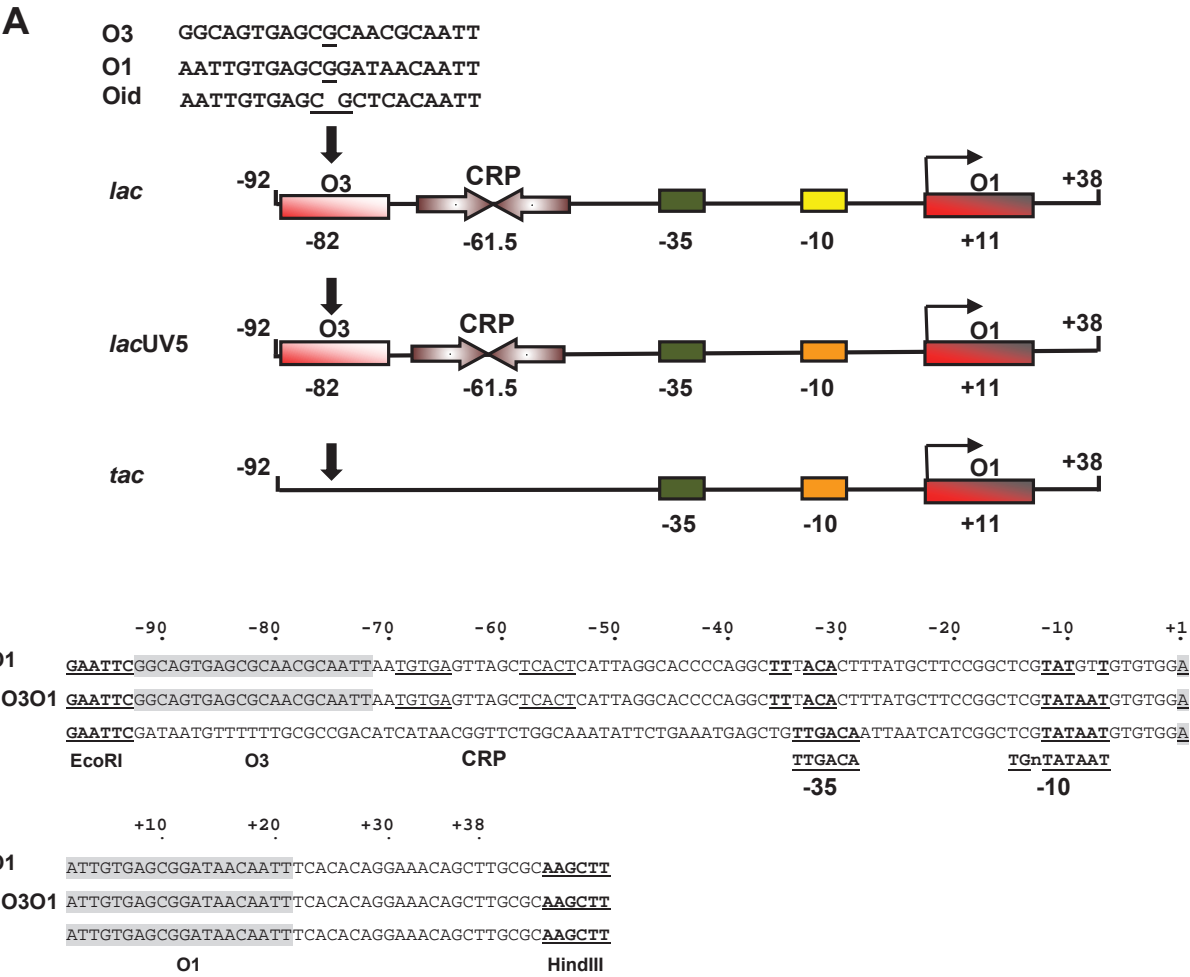 A
O3 GGCAGTGAGCGCAACGCAATT
O1 AATTGTGAGCGGATAACAATT
Oid AATTGTGAGC GCTCACAATT
lac -92 O3 CRP O1 +38
-82 -61.5 -35 -10 +11
lacUV5 -92 O3 CRP O1 +38
-82 -61.5 -35 -10 +11
tac -92 O1 +38
-35 -10 +11
-90 -80 -70 -60 -50 -40 -30 -20 -10 +1
O1 GAATTCGGCAGTGAGCGCAACGCAATTAATGTGAGTTAGCTCACTCATTAGGCACCCCAGGCTTTACACTTTATGCTTCCGGCTCGTATGTTGTGTGGA
O3O1 GAATTCGGCAGTGAGCGCAACGCAATTAATGTGAGTTAGCTCACTCATTAGGCACCCCAGGCTTTACACTTTATGCTTCCGGCTCGTATAATGTGTGGA
GAATTCGATAATGTTTTTTGCGCCGACATCATAACGGTTCTGGCAAATATTCTGAAATGAGCTGTTGACAATTAATCATCGGCTCGTATAATGTGTGGA
EcoRI O3 CRP TTGACA TGnTATAAT
-35 -10
+10 +20 +30 +38
O1 ATTGTGAGCGGATAACAATTTCACACAGGAAACAGCTTGCGCAAGCTT
O3O1 ATTGTGAGCGGATAACAATTTCACACAGGAAACAGCTTGCGCAAGCTT
ATTGTGAGCGGATAACAATTTCACACAGGAAACAGCTTGCGCAAGCTT
O1 HindIII